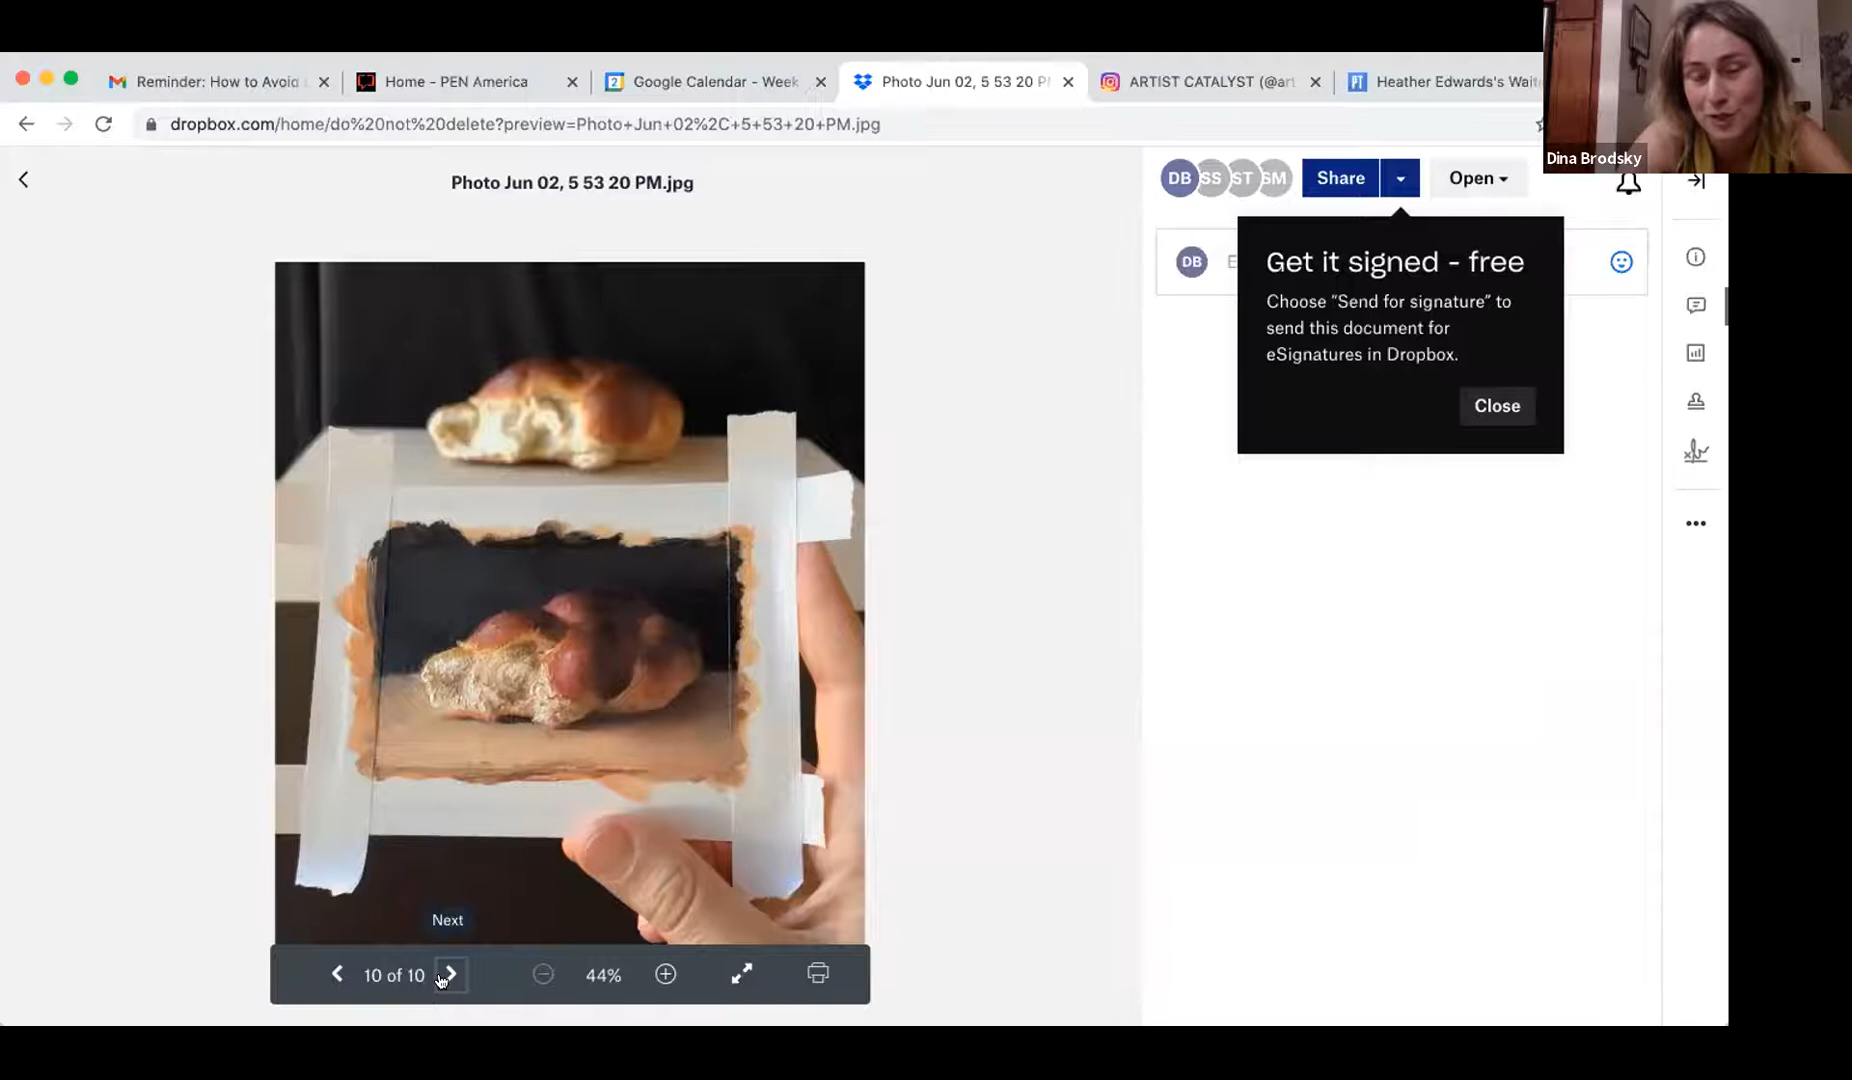 Reminder: How to Avoid
Home - PEN America
2
Google Calendar - Week
Photo Jun 02, 5 53 20 P
ARTIST CATALYST (@art
PT
Heather Edwards's Wait
dropbox.com/home/do%20not%20delete?preview=Photo+Jun+02%2C+5+53+20+PM.jpg
Dina Brodsky
Photo Jun 02, 5 53 20 PM.jpg
DB
SS
ST
SM
Share
Open
DB
E
Get it signed - free
Choose “Send for signature” to
send this document for
eSignatures in Dropbox.
Close
Next
10 of 10
44%